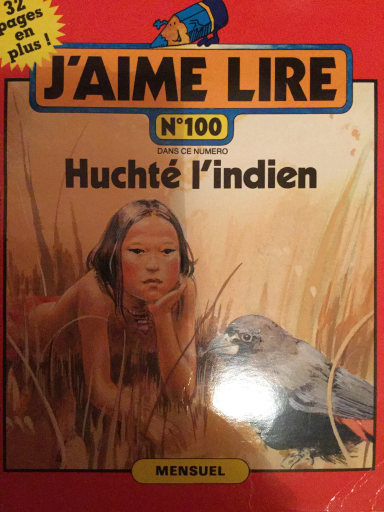 32
pages en
plus !
J'AIME LIRE
N°100
DANS CE NUMERO
Huchté l'indien
MENSUEL